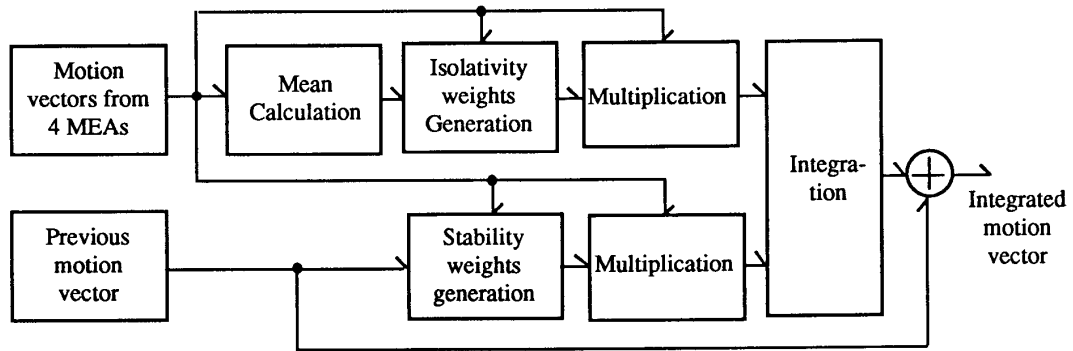 Motion
vectors from
4 MEAs
Mean
Calculation
Isolativity
weights
Generation
Multiplication
Integra-
tion
Integrated
motion
vector
Previous
motion
vector
Stability
weights
generation
Multiplication